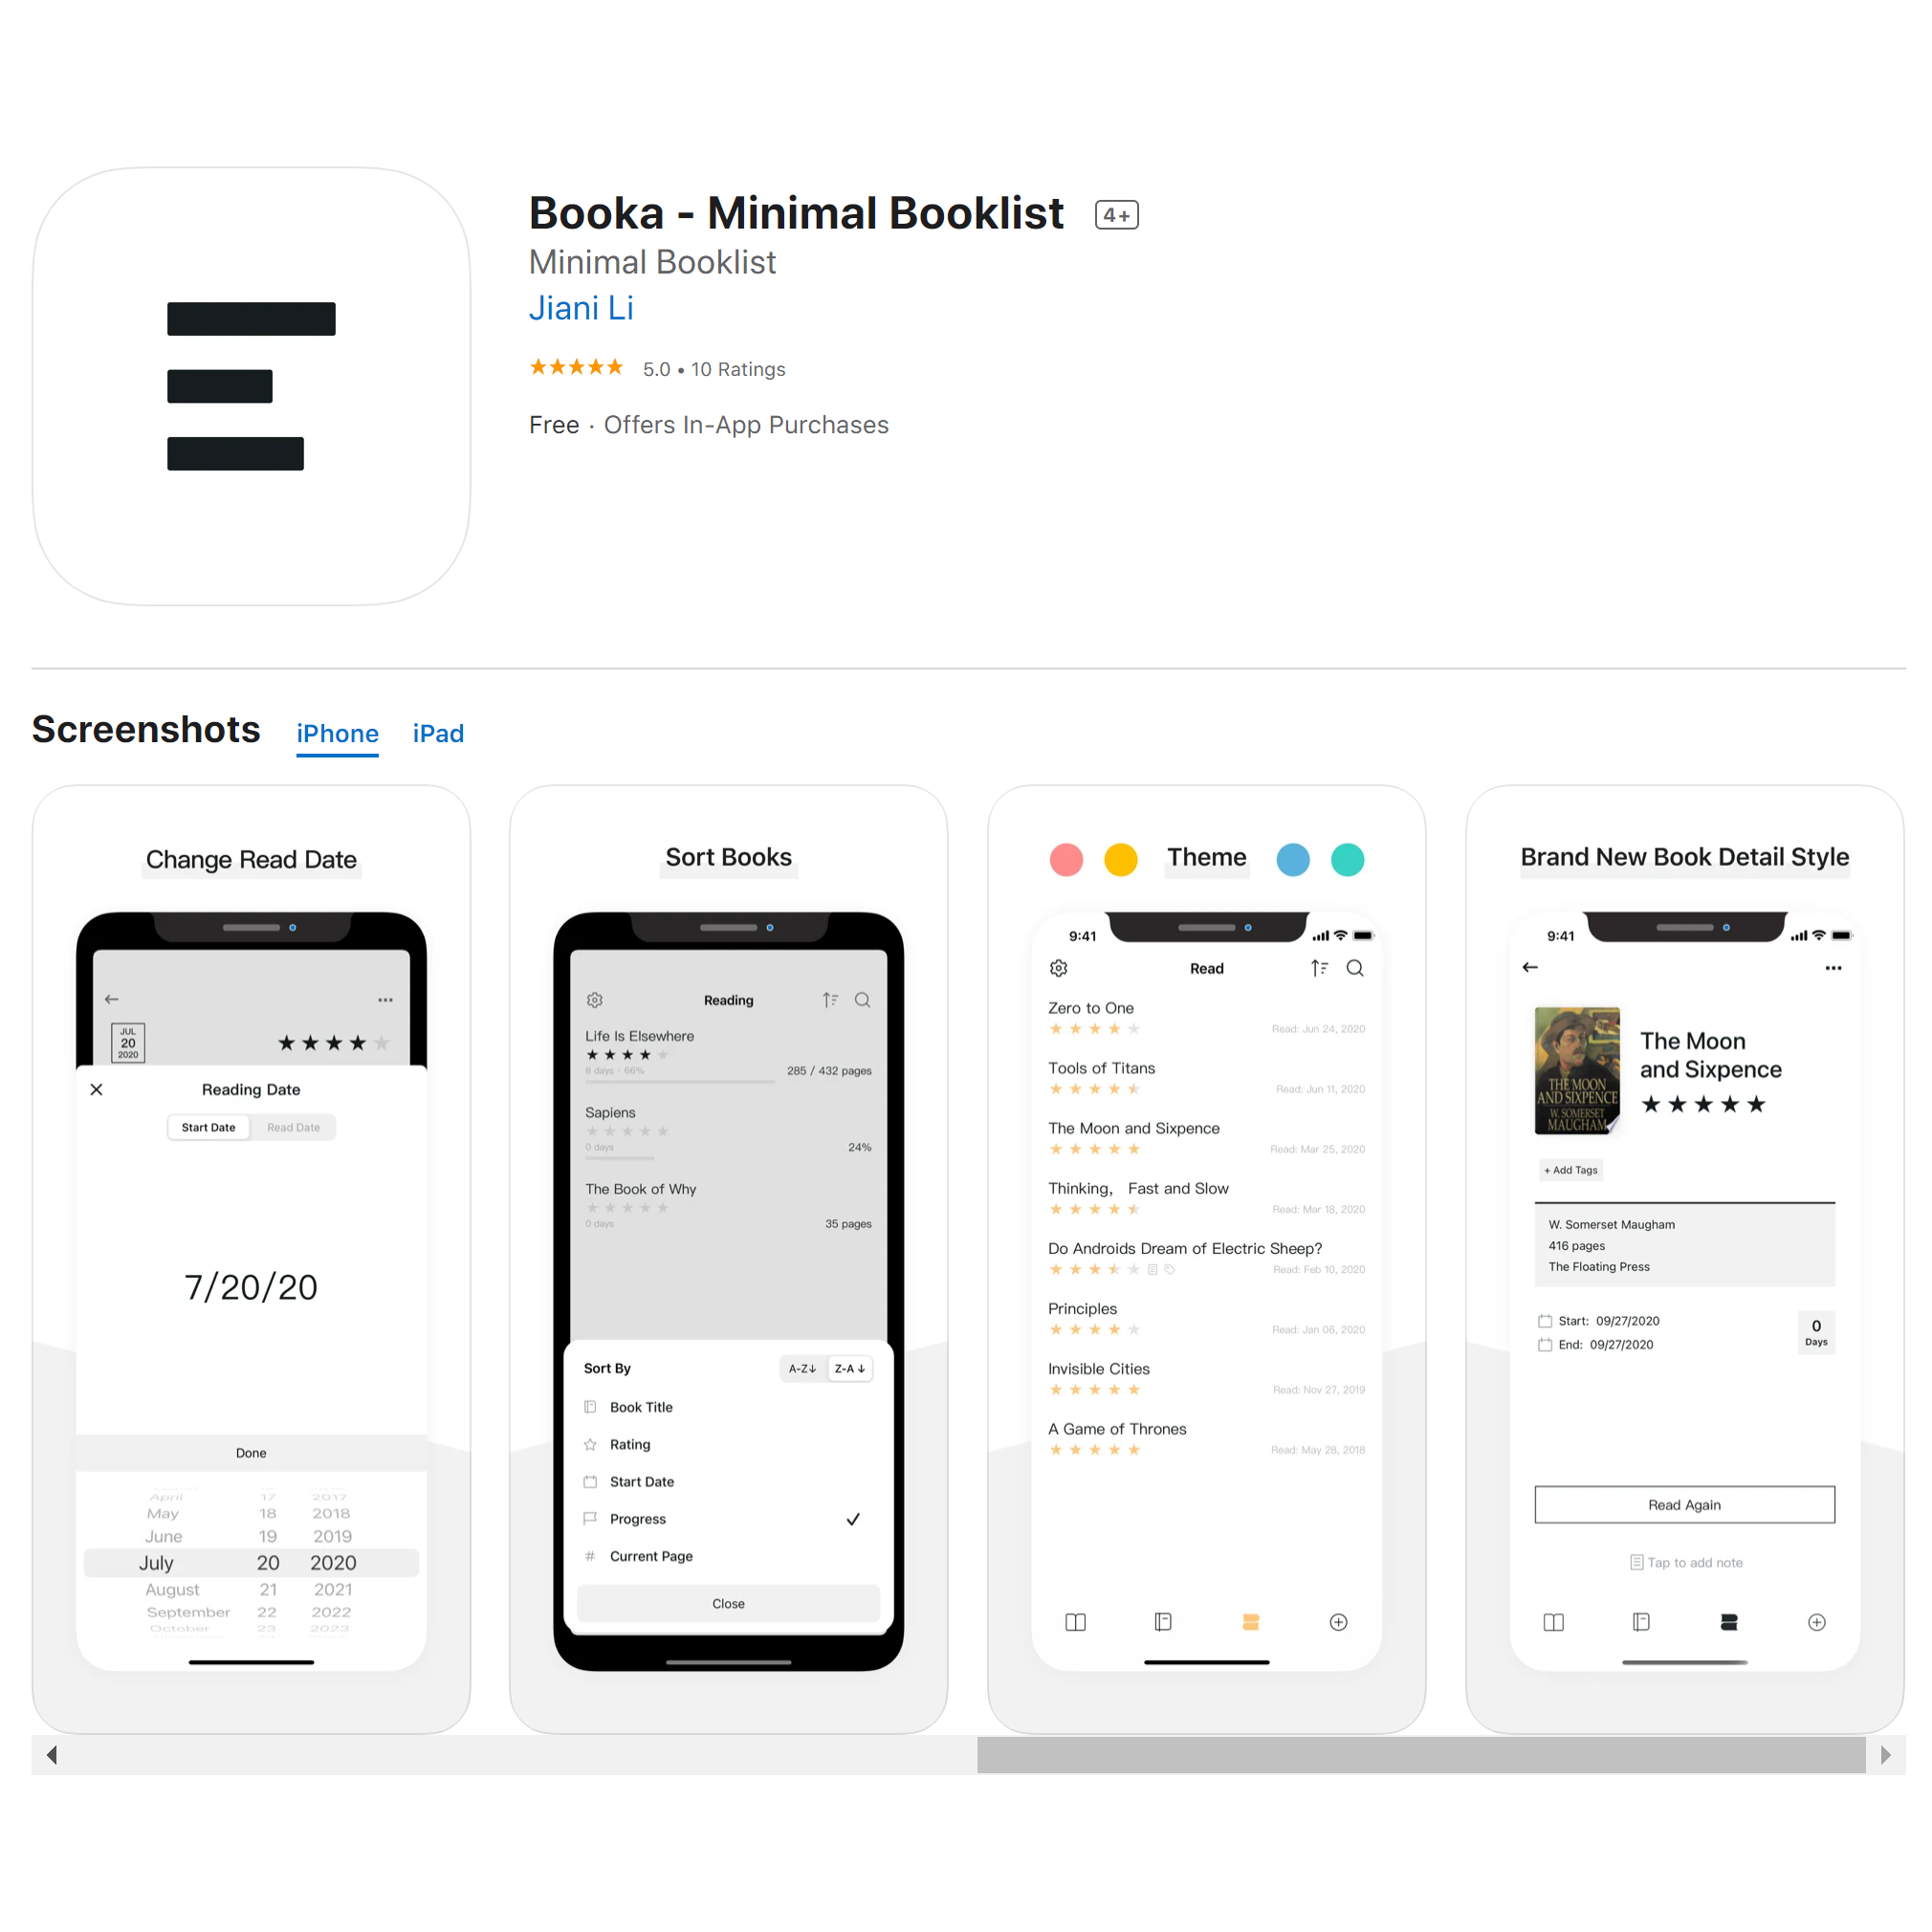 Booka - Minimal Booklist 4+
Minimal Booklist
Jiani Li
5.0 • 10 Ratings
Free · Offers In-App Purchases
Screenshots iPhone iPad
Change Read Date
JUL
20
2020
Reading Date
Start Date Read Date
7/20/20
Done
April 17 2017
May 18 2018
June 19 2019
July 20 2020
August 21 2021
September 22 2022
October 23 2023
Sort Books
Reading
Life Is Elsewhere
8 days · 66% 285 / 432 pages
Sapiens
0 days 24%
The Book of Why
0 days 35 pages
Sort By A-Z↓ Z-A↓
Book Title
Rating
Start Date
Progress
# Current Page
Close
Theme
9:41
Read
Zero to One
Read: Jun 24, 2020
Tools of Titans
Read: Jun 11, 2020
The Moon and Sixpence
Read: Mar 25, 2020
Thinking， Fast and Slow
Read: Mar 18, 2020
Do Androids Dream of Electric Sheep?
Read: Feb 10, 2020
Principles
Read: Jan 06, 2020
Invisible Cities
Read: Nov 27, 2019
A Game of Thrones
Read: May 28, 2018
Brand New Book Detail Style
9:41
THE MOON
AND SIXPENCE
W. SOMERSET
MAUGHAM
The Moon
and Sixpence
+ Add Tags
W. Somerset Maugham
416 pages
The Floating Press
Start: 09/27/2020
End: 09/27/2020
0
Days
Read Again
Tap to add note